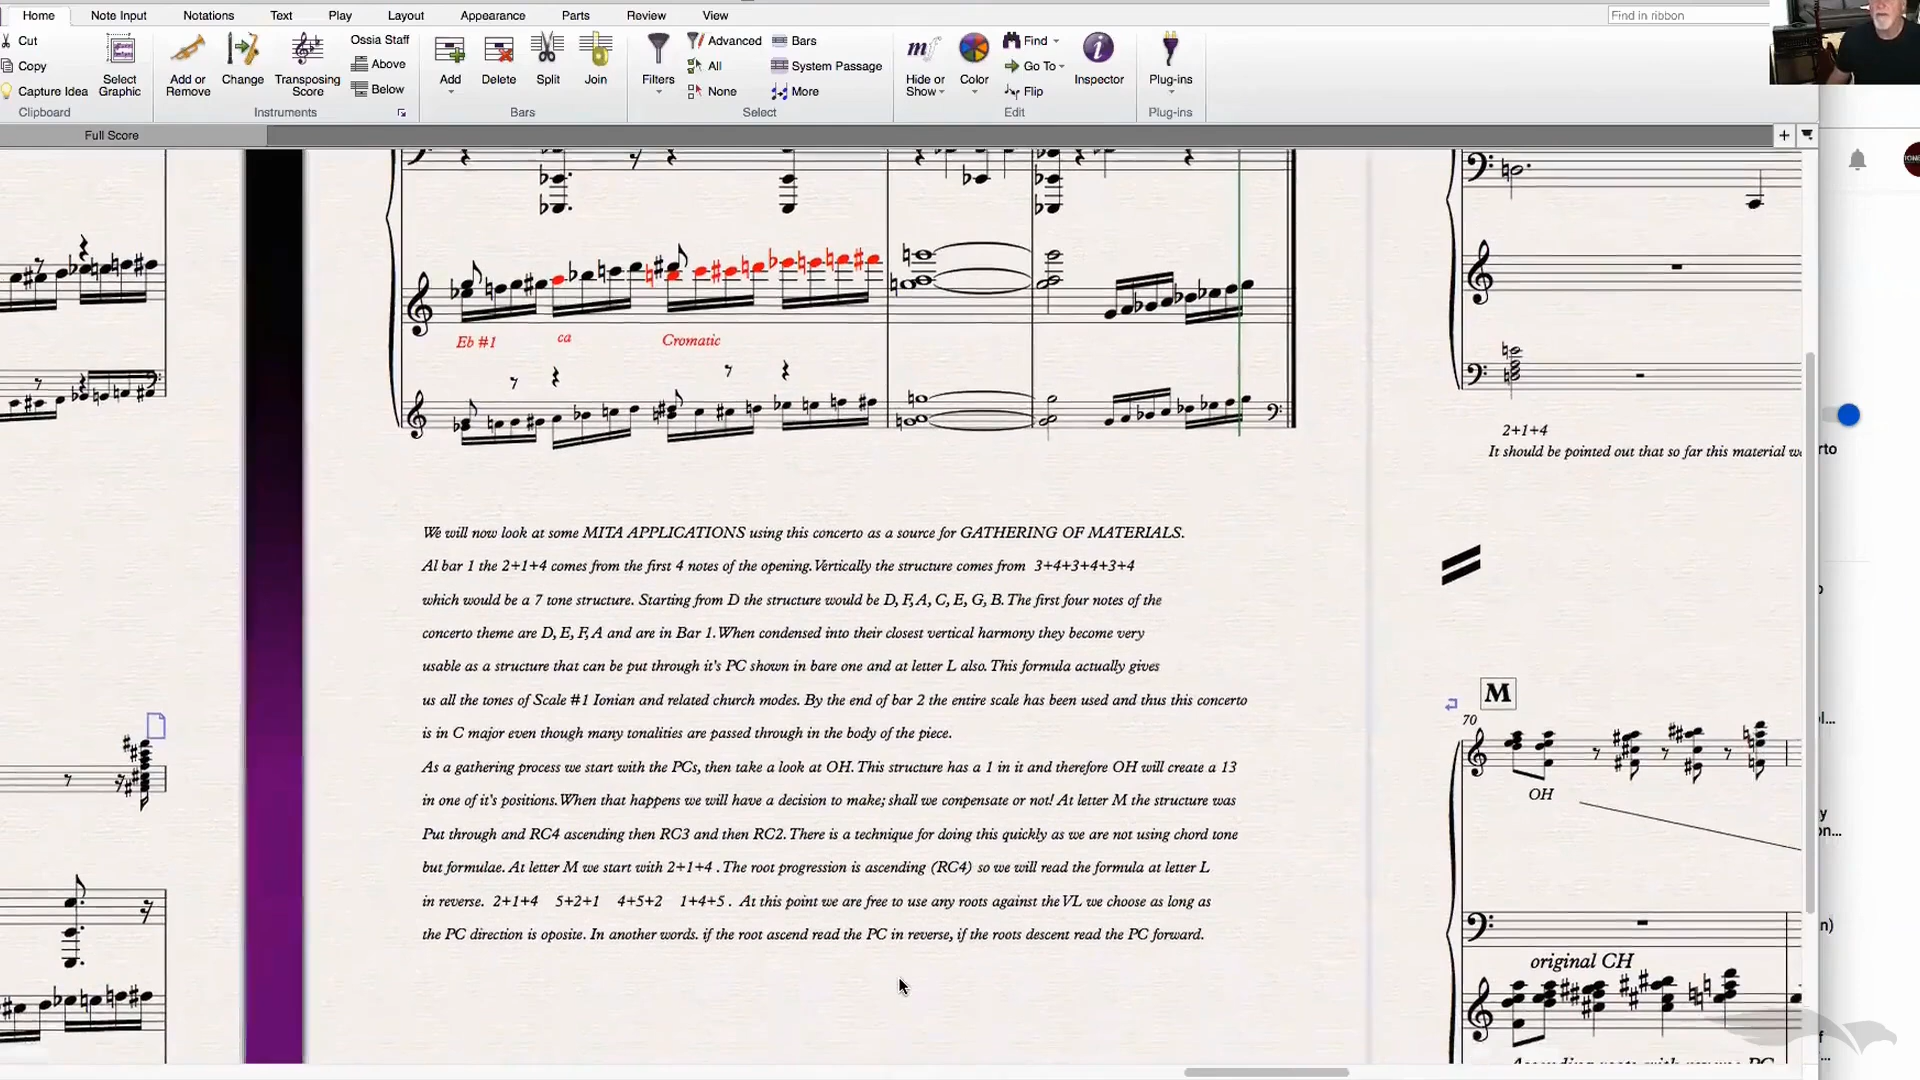 Home Note Input Notations Text Play Layout Appearance Parts Review View Find in ribbon
Cut
Copy
Capture Idea
Clipboard
Select Graphic
Add or Remove
Change
Transposing Score
Ossia Staff
Above
Below
Instruments
Add
Delete
Split
Join
Bars
Filters
Advanced
All
None
Bars
System Passage
More
Select
Hide or Show
Color
Find
Go To
Flip
Inspector
Edit
Plug-ins
Plug-ins
Full Score
Eb #1 ca Cromatic
We will now look at some MITA APPLICATIONS using this concerto as a source for GATHERING OF MATERIALS.
Al bar 1 the 2+1+4 comes from the first 4 notes of the opening. Vertically the structure comes from 3+4+3+4+3+4
which would be a 7 tone structure. Starting from D the structure would be D, F, A, C, E, G, B. The first four notes of the
concerto theme are D, E, F, A and are in Bar 1. When condensed into their closest vertical harmony they become very
usable as a structure that can be put through it's PC shown in bare one and at letter L also. This formula actually gives
us all the tones of Scale #1 Ionian and related church modes. By the end of bar 2 the entire scale has been used and thus this concerto
is in C major even though many tonalities are passed through in the body of the piece.
As a gathering process we start with the PCs, then take a look at OH. This structure has a 1 in it and therefore OH will create a 13
in one of it's positions. When that happens we will have a decision to make; shall we conpensate or not! At letter M the structure was
Put through and RC4 ascending then RC3 and then RC2. There is a technique for doing this quickly as we are not using chord tone
but formulae. At letter M we start with 2+1+4 . The root progression is ascending (RC4) so we will read the formula at letter L
in reverse. 2+1+4 5+2+1 4+5+2 1+4+5 . At this point we are free to use any roots against the VL we choose as long as
the PC direction is oposite. In another words. if the root ascend read the PC in reverse, if the roots descent read the PC forward.
2+1+4
It should be pointed out that so far this material
M
70
OH
original CH
rto